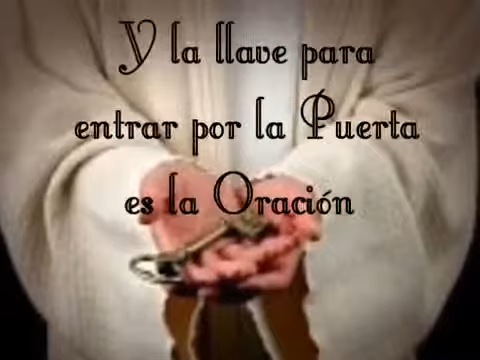 Y la llave para
entrar por la Puerta
es la Oración